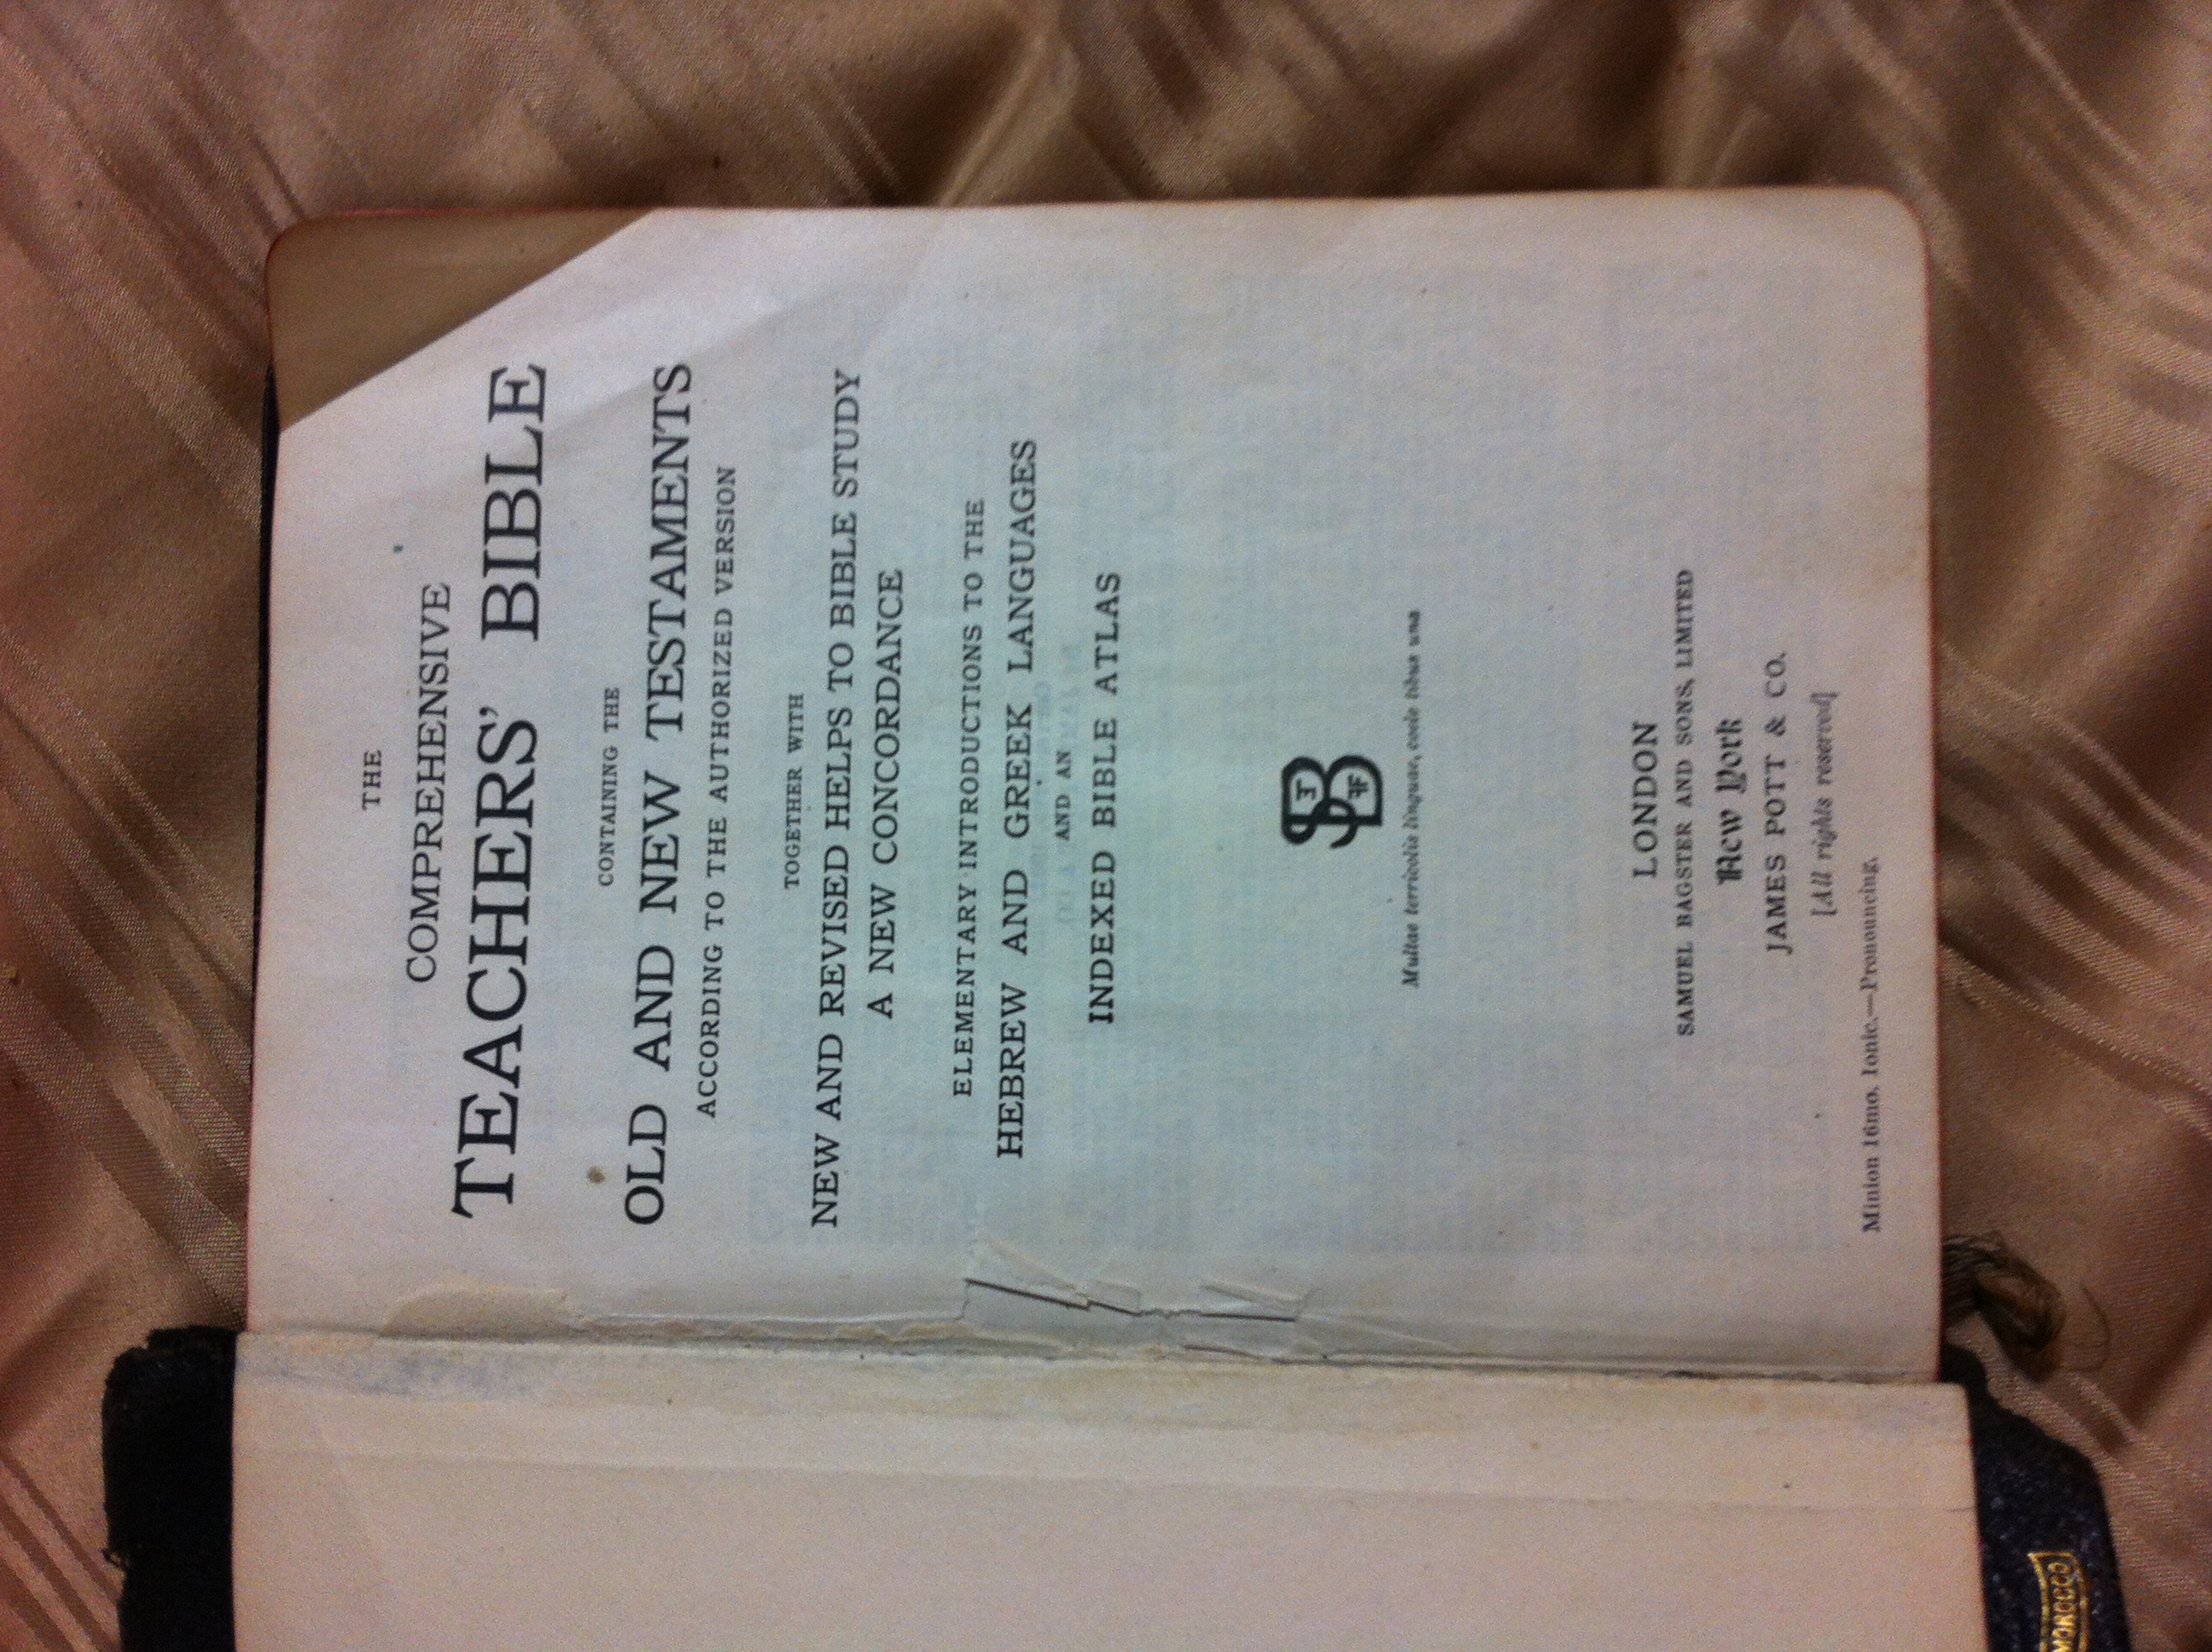 THE
COMPREHENSIVE
TEACHERS' BIBLE
CONTAINING THE
OLD AND NEW TESTAMENTS
ACCORDING TO THE AUTHORIZED VERSION
TOGETHER WITH
NEW AND REVISED HELPS TO BIBLE STUDY
A NEW CONCORDANCE
ELEMENTARY INTRODUCTIONS TO THE
HEBREW AND GREEK LANGUAGES
AND AN
INDEXED BIBLE ATLAS
Multae terricolis linguae, coele tibus una
LONDON
SAMUEL BAGSTER AND SONS, LIMITED
New York
JAMES POTT & CO.
[All rights reserved]
Minion 16mo. Ionic.—Pronouncing.
MOROCCO